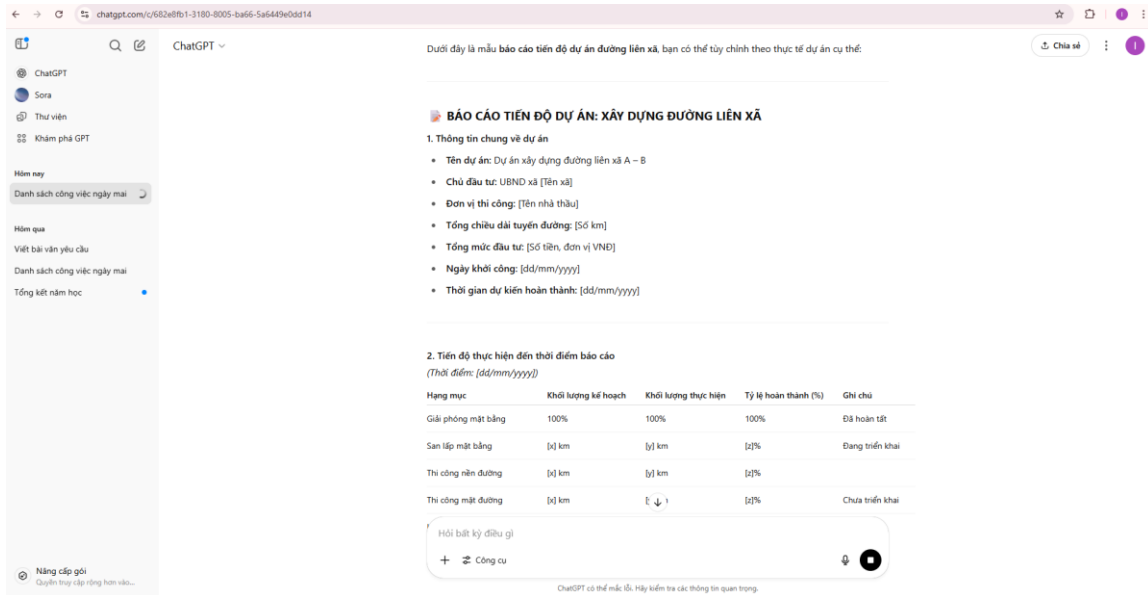 chatgpt.com/c/682e8fb1-3180-8005-ba66-5a6449e0dd14
ChatGPT
Chia sẻ
I
ChatGPT
Sora
Thư viện
Khám phá GPT
Hôm nay
Danh sách công việc ngày mai
Hôm qua
Viết bài văn yêu cầu
Danh sách công việc ngày mai
Tổng kết năm học
Nâng cấp gói
Quyền truy cập rộng hơn vào...
Dưới đây là mẫu báo cáo tiến độ dự án đường liên xã, bạn có thể tùy chỉnh theo thực tế dự án cụ thể:
BÁO CÁO TIẾN ĐỘ DỰ ÁN: XÂY DỰNG ĐƯỜNG LIÊN XÃ
1. Thông tin chung về dự án
• Tên dự án: Dự án xây dựng đường liên xã A – B
• Chủ đầu tư: UBND xã [Tên xã]
• Đơn vị thi công: [Tên nhà thầu]
• Tổng chiều dài tuyến đường: [Số km]
• Tổng mức đầu tư: [Số tiền, đơn vị VNĐ]
• Ngày khởi công: [dd/mm/yyyy]
• Thời gian dự kiến hoàn thành: [dd/mm/yyyy]
2. Tiến độ thực hiện đến thời điểm báo cáo
(Thời điểm: [dd/mm/yyyy])
Hạng mục Khối lượng kế hoạch Khối lượng thực hiện Tỷ lệ hoàn thành (%) Ghi chú
Giải phóng mặt bằng 100% 100% 100% Đã hoàn tất
San lấp mặt bằng [x] km [y] km [z]% Đang triển khai
Thi công nền đường [x] km [y] km [z]%
Thi công mặt đường [x] km [z]% Chưa triển khai
Hỏi bất kỳ điều gì
Công cụ
ChatGPT có thể mắc lỗi. Hãy kiểm tra các thông tin quan trọng.